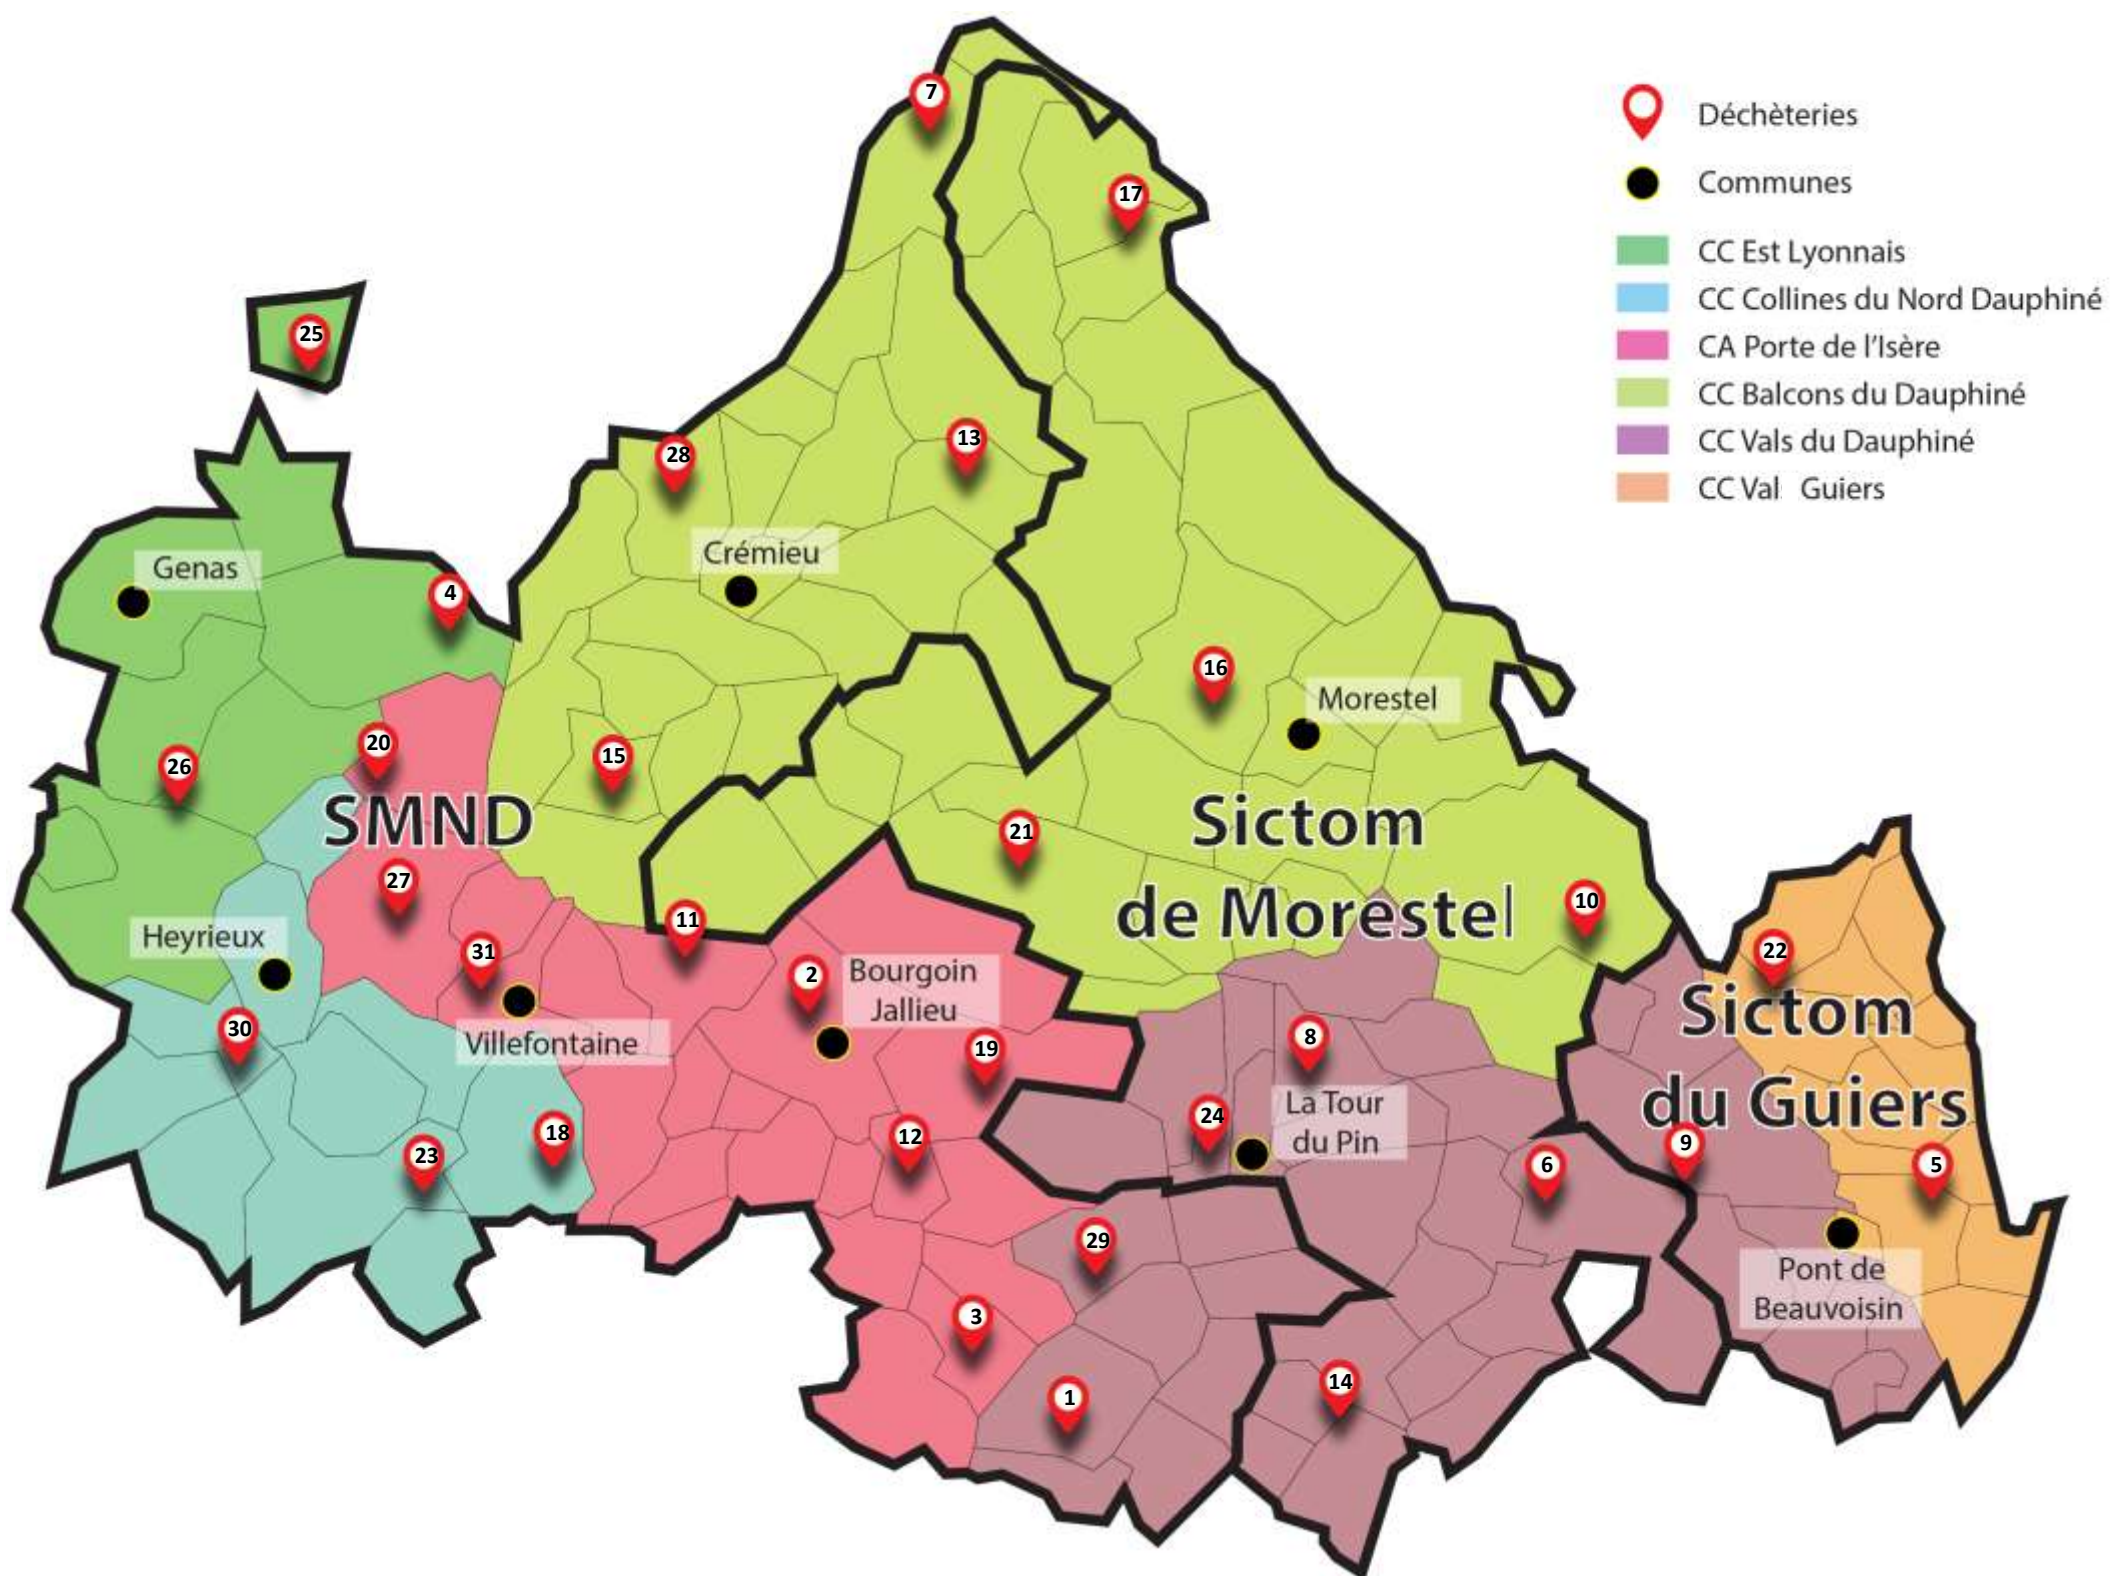 7
17
Déchèteries
Communes
CC Est Lyonnais
CC Collines du Nord Dauphiné
CA Porte de l'Isère
CC Balcons du Dauphiné
CC Vals du Dauphiné
CC Val Guiers
25
13
28
Crémieu
Genas
4
16
Morestel
20
15
26
SMND
21
Sictom
de Morestel
27
11
10
Heyrieux
31
2
Bourgoin
Jallieu
22
Sictom
du Guiers
30
Villefontaine
19
8
24
La Tour
du Pin
18
12
23
9
6
5
29
Pont de
Beauvoisin
3
14
1